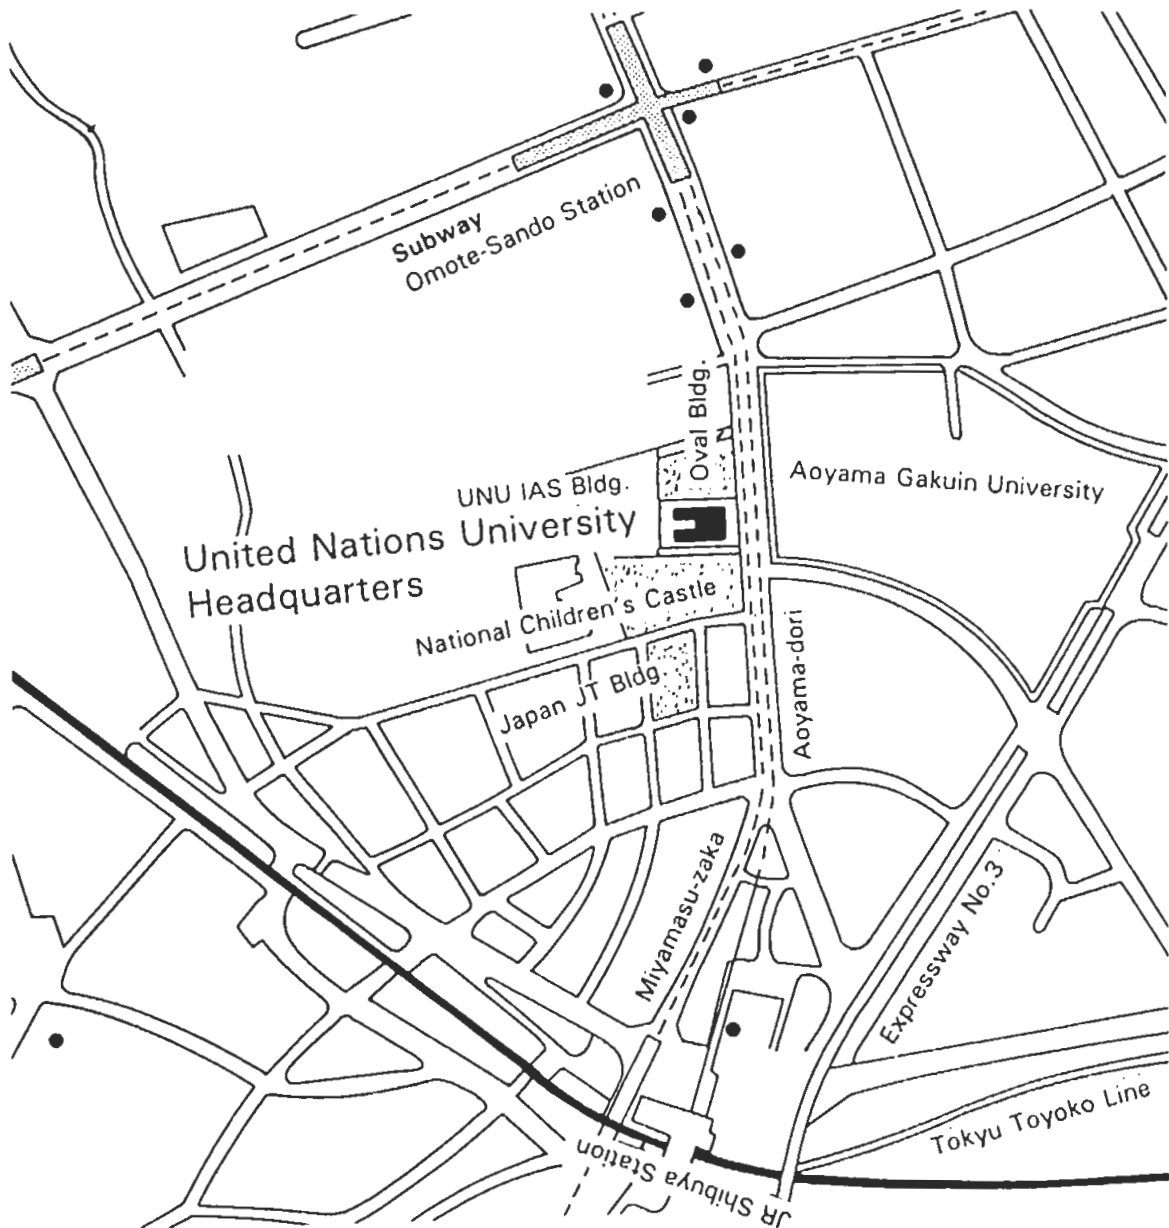 Subway
Omote-Sando Station
Oval Bldg.
Aoyama Gakuin University
UNU IAS Bldg.
United Nations University
Headquarters
National Children's Castle
Japan JT Bldg
Aoyama-dori
Miyamasu-zaka
Expressway No.3
Tokyu Toyoko Line
JR Shibuya Station